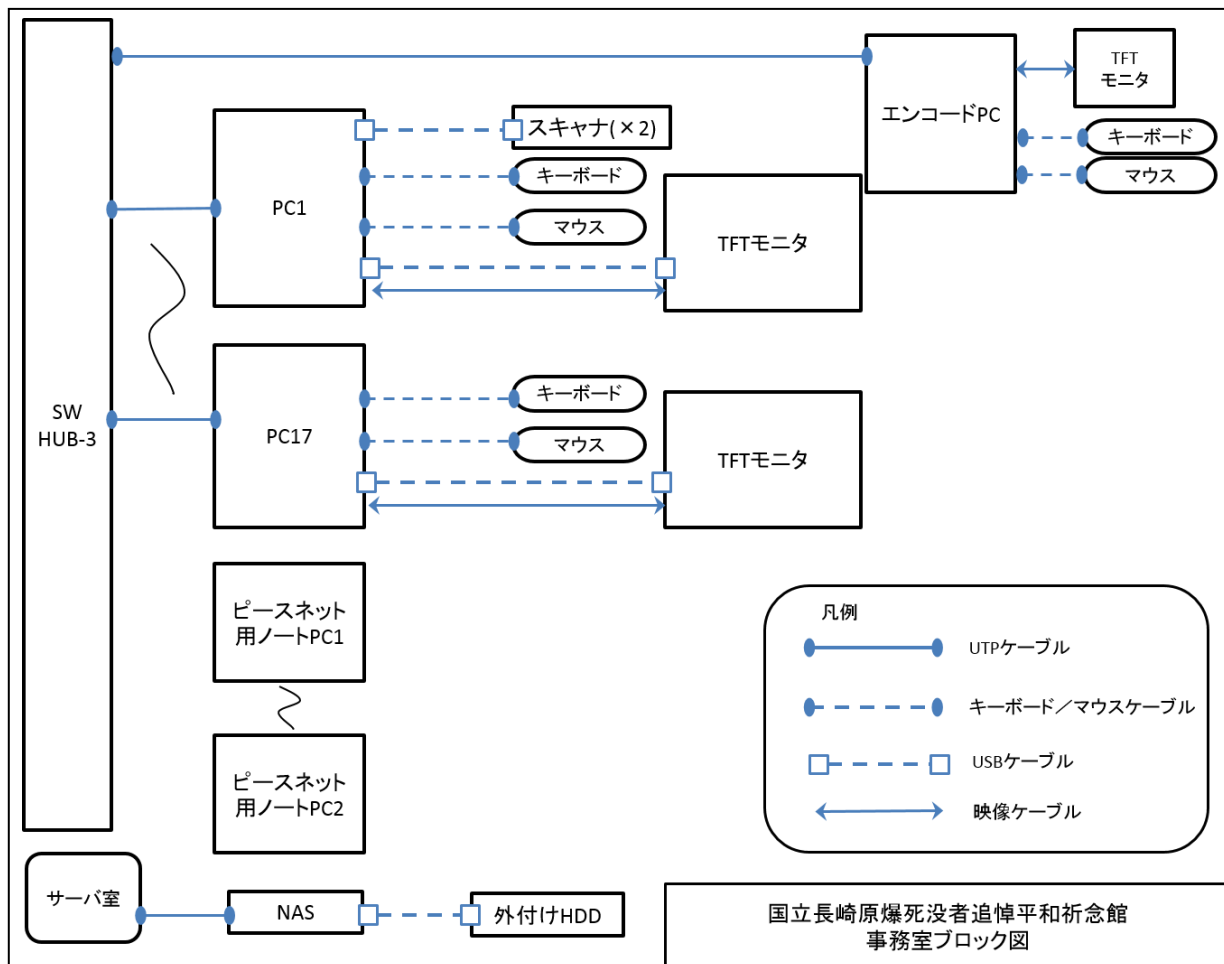 SW
HUB-3
PC1
スキャナ(×2)
キーボード
マウス
TFTモニタ
エンコードPC
TFT
モニタ
キーボード
マウス
PC17
キーボード
マウス
TFTモニタ
ピースネット
用ノートPC1
ピースネット
用ノートPC2
凡例
UTPケーブル
キーボード／マウスケーブル
USBケーブル
映像ケーブル
サーバ室
NAS
外付けHDD
国立長崎原爆死没者追悼平和祈念館
事務室ブロック図